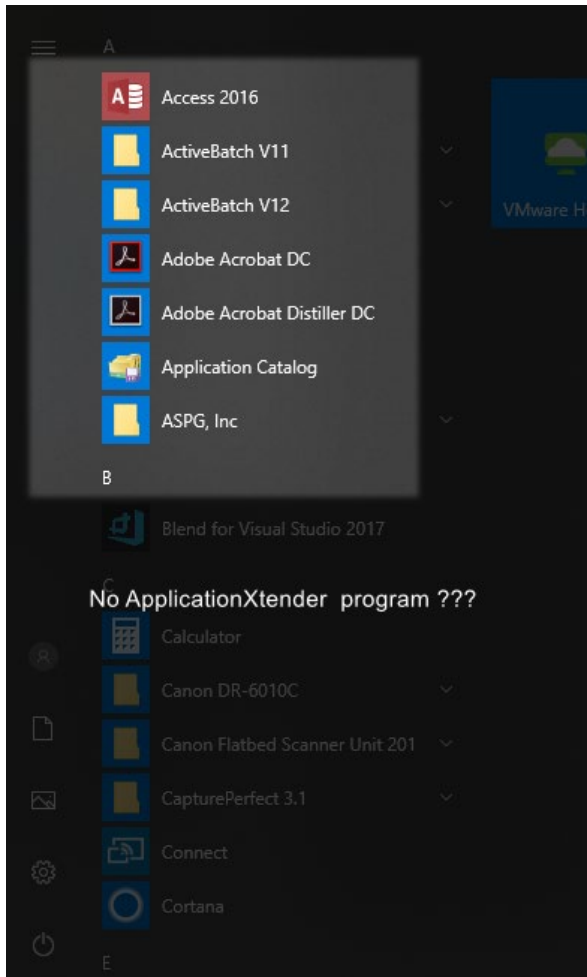 A
Access 2016
ActiveBatch V11
ActiveBatch V12
VMware H
Adobe Acrobat DC
Adobe Acrobat Distiller DC
Application Catalog
ASPG, Inc
B
Blend for Visual Studio 2017
C
No ApplicationXtender program ???
Calculator
Canon DR-6010C
Canon Flatbed Scanner Unit 201
CapturePerfect 3.1
Connect
Cortana
E